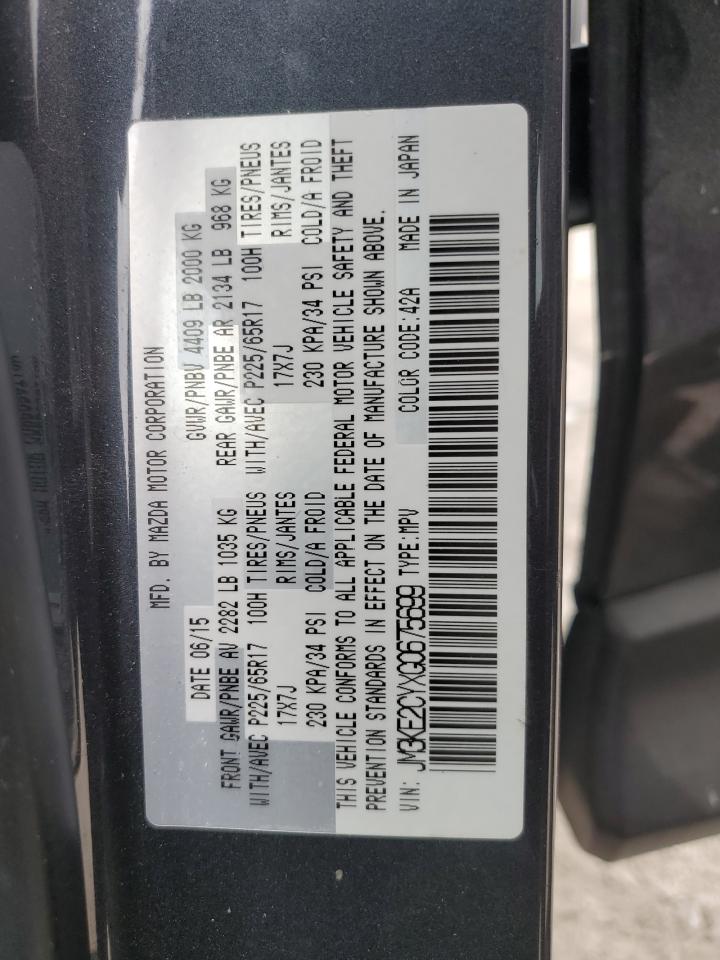 MFD. BY MAZDA MOTOR CORPORATION
DATE 06/15 GVWR/PNBV 4409 LB 2000 KG
FRONT GAWR/PNBE AV 2282 LB 1035 KG REAR GAWR/PNBE AR 2134 LB 968 KG
WITH/AVEC P225/65R17 100H TIRES/PNEUS WITH/AVEC P225/65R17 100H TIRES/PNEUS
17X7J RIMS/JANTES 17X7J RIMS/JANTES
230 KPA/34 PSI COLD/A FROID 230 KPA/34 PSI COLD/A FROID
THIS VEHICLE CONFORMS TO ALL APPLICABLE FEDERAL MOTOR VEHICLE SAFETY AND THEFT
PREVENTION STANDARDS IN EFFECT ON THE DATE OF MANUFACTURE SHOWN ABOVE.
VIN: JM3KE2CYXG0675699 TYPE:MPV COLOR CODE:42A MADE IN JAPAN